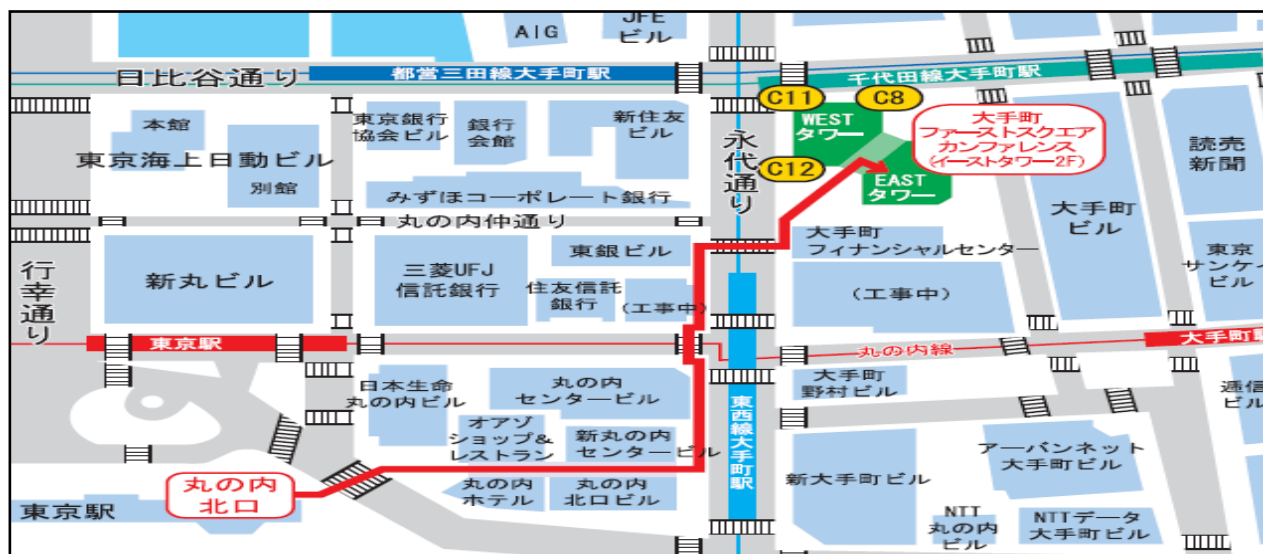 AIG
JFE
ビル
日比谷通り
都営三田線大手町駅
千代田線大手町駅
C11
C8
C12
WEST
タワー
EAST
タワー
大手町
ファーストスクエア
カンファレンス
(イーストタワー2F)
本館
東京海上日動ビル
別館
東京銀行
協会ビル
銀行
会館
新住友
ビル
永代通り
読売
新聞
みずほコーポレート銀行
丸の内仲通り
大手町
ビル
行幸通り
新丸ビル
三菱UFJ
信託銀行
東銀ビル
住友信託
銀行
(工事中)
大手町
フィナンシャルセンター
(工事中)
東京
サンケイ
ビル
東京駅
丸の内線
大手町
日本生命
丸の内ビル
丸の内
センタービル
オアゾ
ショップ&
レストラン
新丸の内
センタービル
東西線大手町駅
大手町
野村ビル
逓信
ビル
アーバンネット
大手町ビル
新大手町ビル
丸の内
北口
丸の内
ホテル
丸の内
北口ビル
東京駅
NTT
丸の内
ビル
NTTデータ
大手町ビル